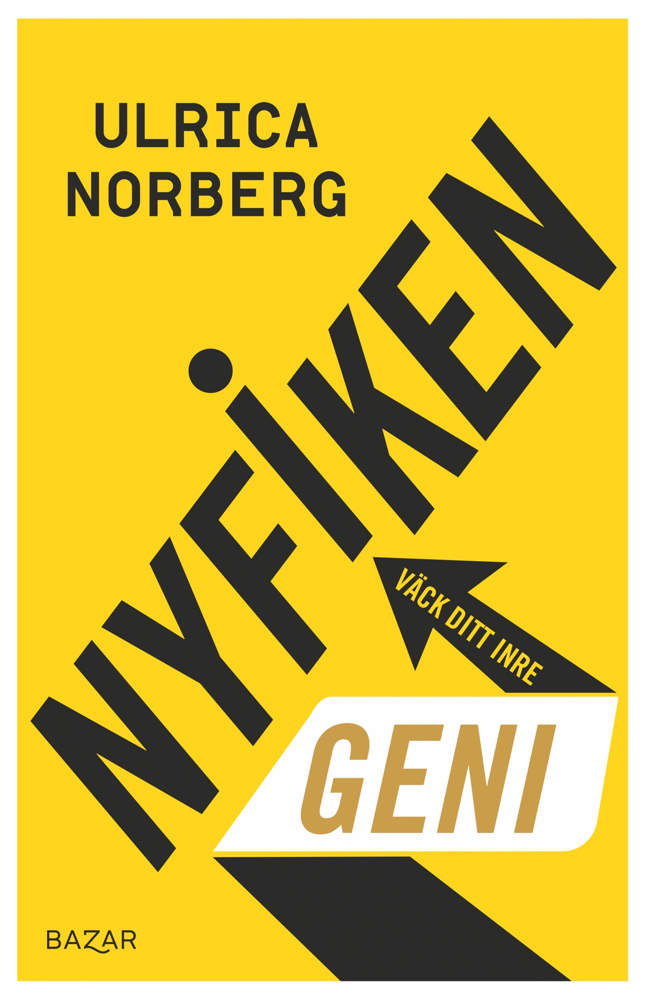 ULRICA
NORBERG
NYFIKEN
VÄCK DITT INRE
GENI
BAZAR